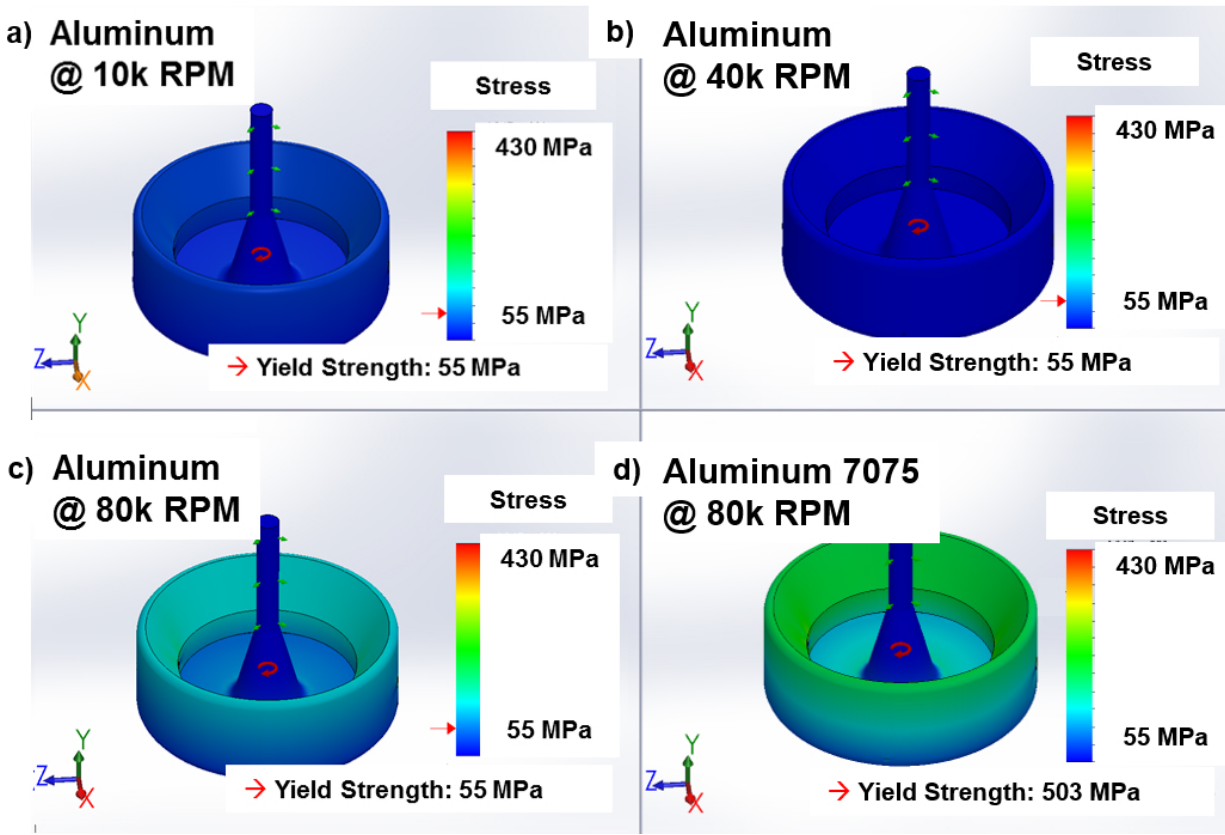 a) Aluminum
@ 10k RPM
Stress
430 MPa
55 MPa
→ Yield Strength: 55 MPa
Y
Z
X
b) Aluminum
@ 40k RPM
Stress
430 MPa
55 MPa
→ Yield Strength: 55 MPa
Y
Z
X
c) Aluminum
@ 80k RPM
Stress
430 MPa
55 MPa
→ Yield Strength: 55 MPa
Y
Z
X
d) Aluminum 7075
@ 80k RPM
Stress
430 MPa
55 MPa
→ Yield Strength: 503 MPa
Y
Z
X